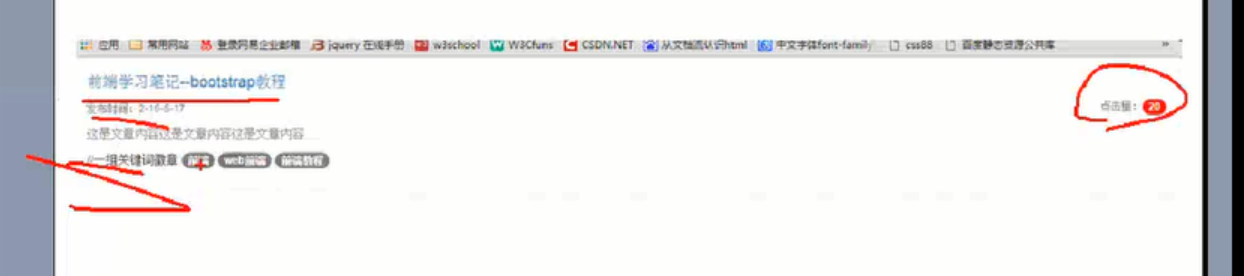 应用 常用网站 登录网易企业邮箱 jquery 在线手册 w3school W3Cfuns CSDN.NET 从文档流认识html 中文字体font-family css88 百度静态资源公共库 »
前端学习笔记--bootstrap教程
发布时间：2-15-5-17 点击量： 20
这是文章内容这是文章内容这是文章内容
//一组关键词徽章 前端 web前端 前端教程